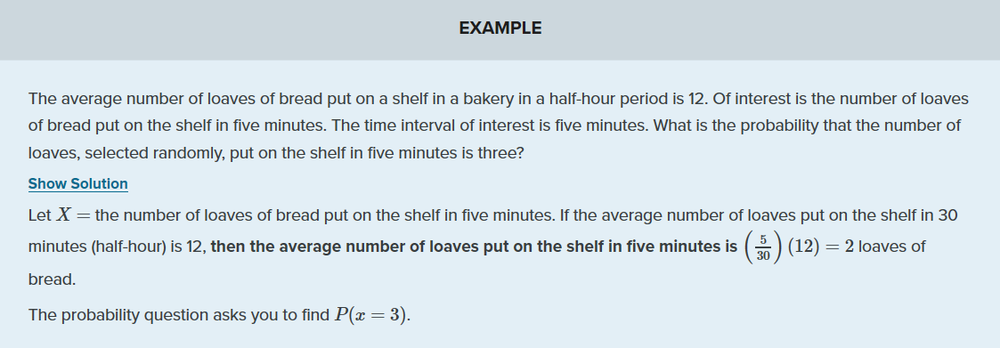 EXAMPLE
The average number of loaves of bread put on a shelf in a bakery in a half-hour period is 12. Of interest is the number of loaves
of bread put on the shelf in five minutes. The time interval of interest is five minutes. What is the probability that the number of
loaves, selected randomly, put on the shelf in five minutes is three?
Show Solution
Let X = the number of loaves of bread put on the shelf in five minutes. If the average number of loaves put on the shelf in 30
minutes (half-hour) is 12, then the average number of loaves put on the shelf in five minutes is (5/30)(12) = 2 loaves of
bread.
The probability question asks you to find P(x = 3).